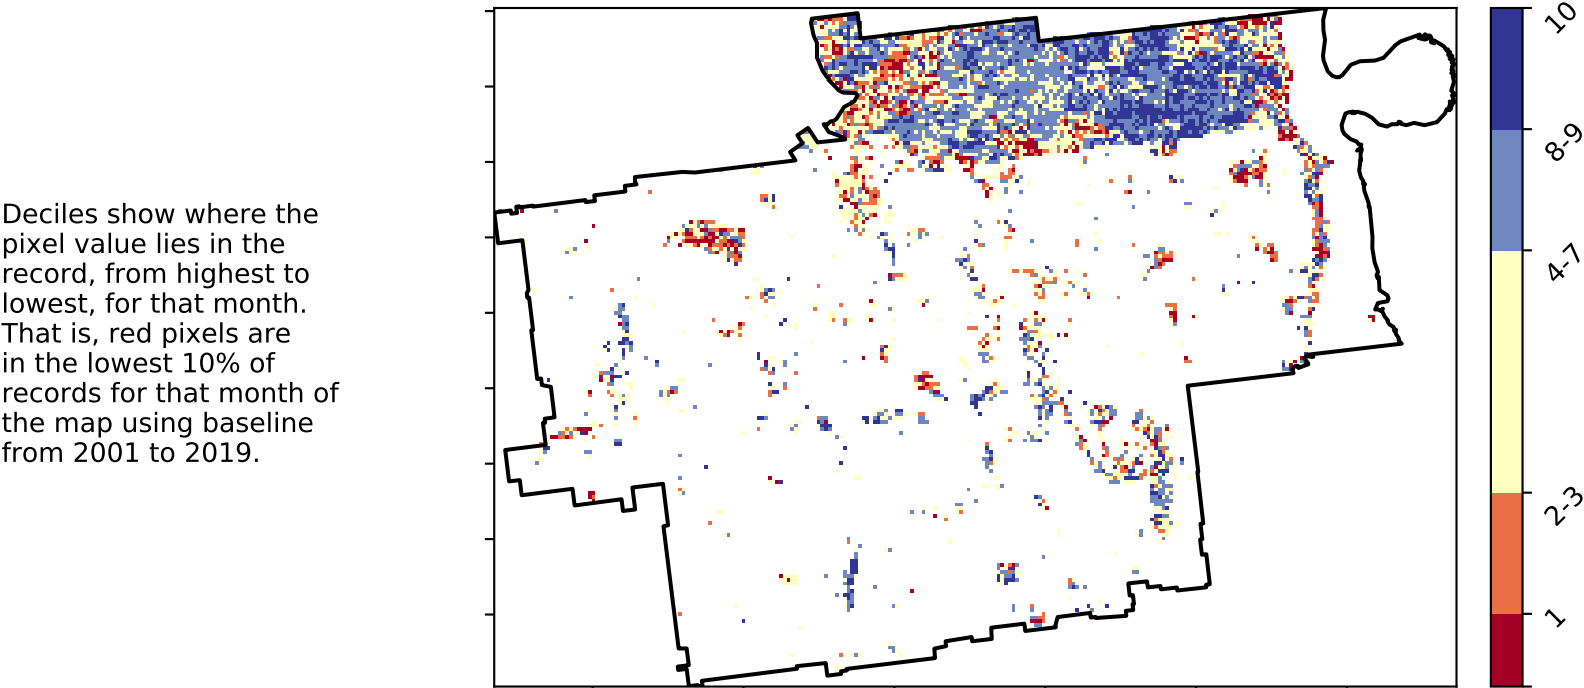 Deciles show where the
pixel value lies in the
record, from highest to
lowest, for that month.
That is, red pixels are
in the lowest 10% of
records for that month of
the map using baseline
from 2001 to 2019.
10
8-9
4-7
2-3
1